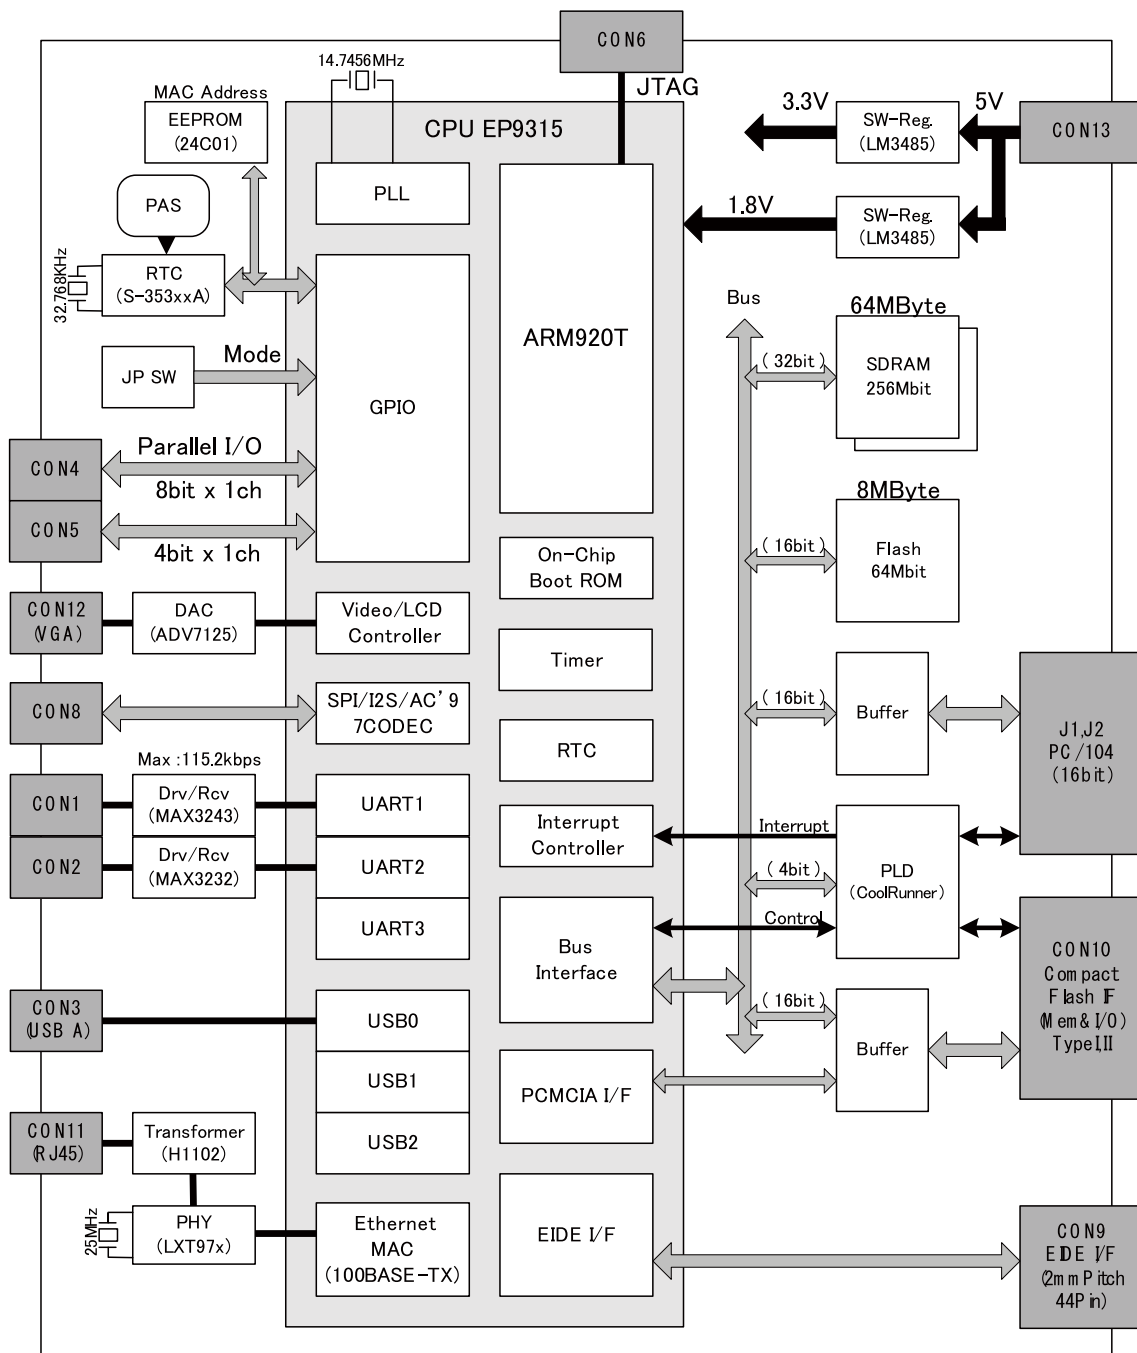 CON6
14.7456MHz
JTAG
MAC Address
EEPROM
(24C01)
CPU EP9315
3.3V
SW-Reg.
(LM3485)
5V
CON13
PLL
PAS
1.8V
SW-Reg.
(LM3485)
32.768KHz
RTC
(S-353xxA)
Bus
64MByte
ARM920T
Mode
JP SW
(32bit)
SDRAM
256Mbit
GPIO
Parallel I/O
CON4
8bit x 1ch
8MByte
CON5
4bit x 1ch
On-Chip
Boot ROM
(16bit)
Flash
64Mbit
CON12
(VGA)
DAC
(ADV7125)
Video/LCD
Controller
Timer
CON8
SPI/I2S/AC'9
7CODEC
(16bit)
Buffer
J1,J2
PC/104
(16bit)
RTC
Max :115.2kbps
CON1
Drv/Rcv
(MAX3243)
UART1
Interrupt
Controller
Interrupt
CON2
Drv/Rcv
(MAX3232)
UART2
(4bit)
PLD
(CoolRunner)
UART3
Bus
Interface
Control
CON10
Compact
Flash IF
(Mem& I/O)
TypeI,II
CON3
(USB A)
USB0
(16bit)
Buffer
USB1
PCMCIA I/F
CON11
(RJ45)
Transformer
(H1102)
USB2
25MHz
PHY
(LXT97x)
Ethernet
MAC
(100BASE-TX)
EIDE I/F
CON9
EIDE I/F
(2mm Pitch
44Pin)